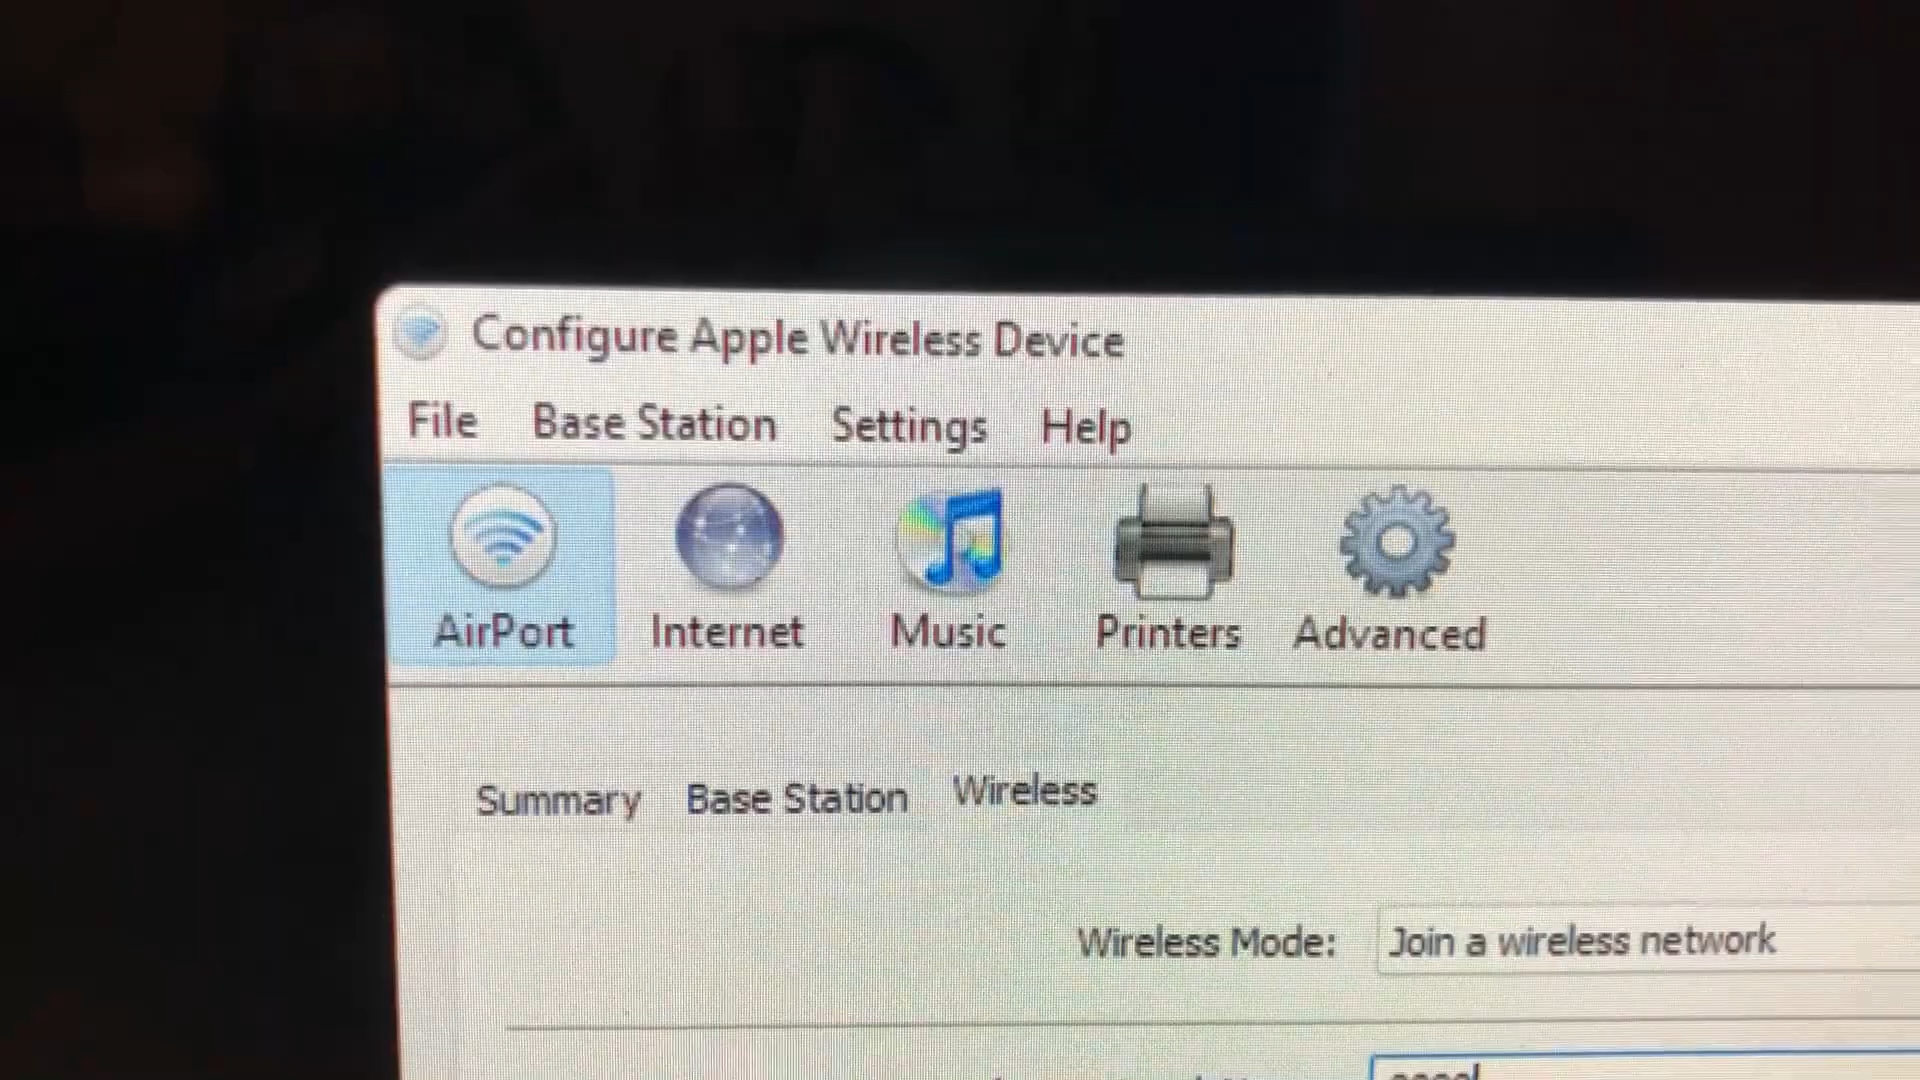 Configure Apple Wireless Device
File Base Station Settings Help
AirPort Internet Music Printers Advanced
Summary Base Station Wireless
Wireless Mode: Join a wireless network